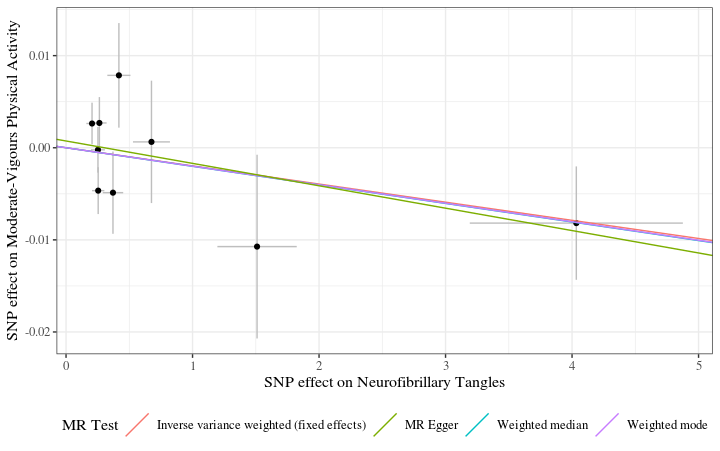 SNP effect on Moderate-Vigours Physical Activity
0.01
0.00
-0.01
-0.02
0 1 2 3 4 5
SNP effect on Neurofibrillary Tangles
MR Test Inverse variance weighted (fixed effects) MR Egger Weighted median Weighted mode